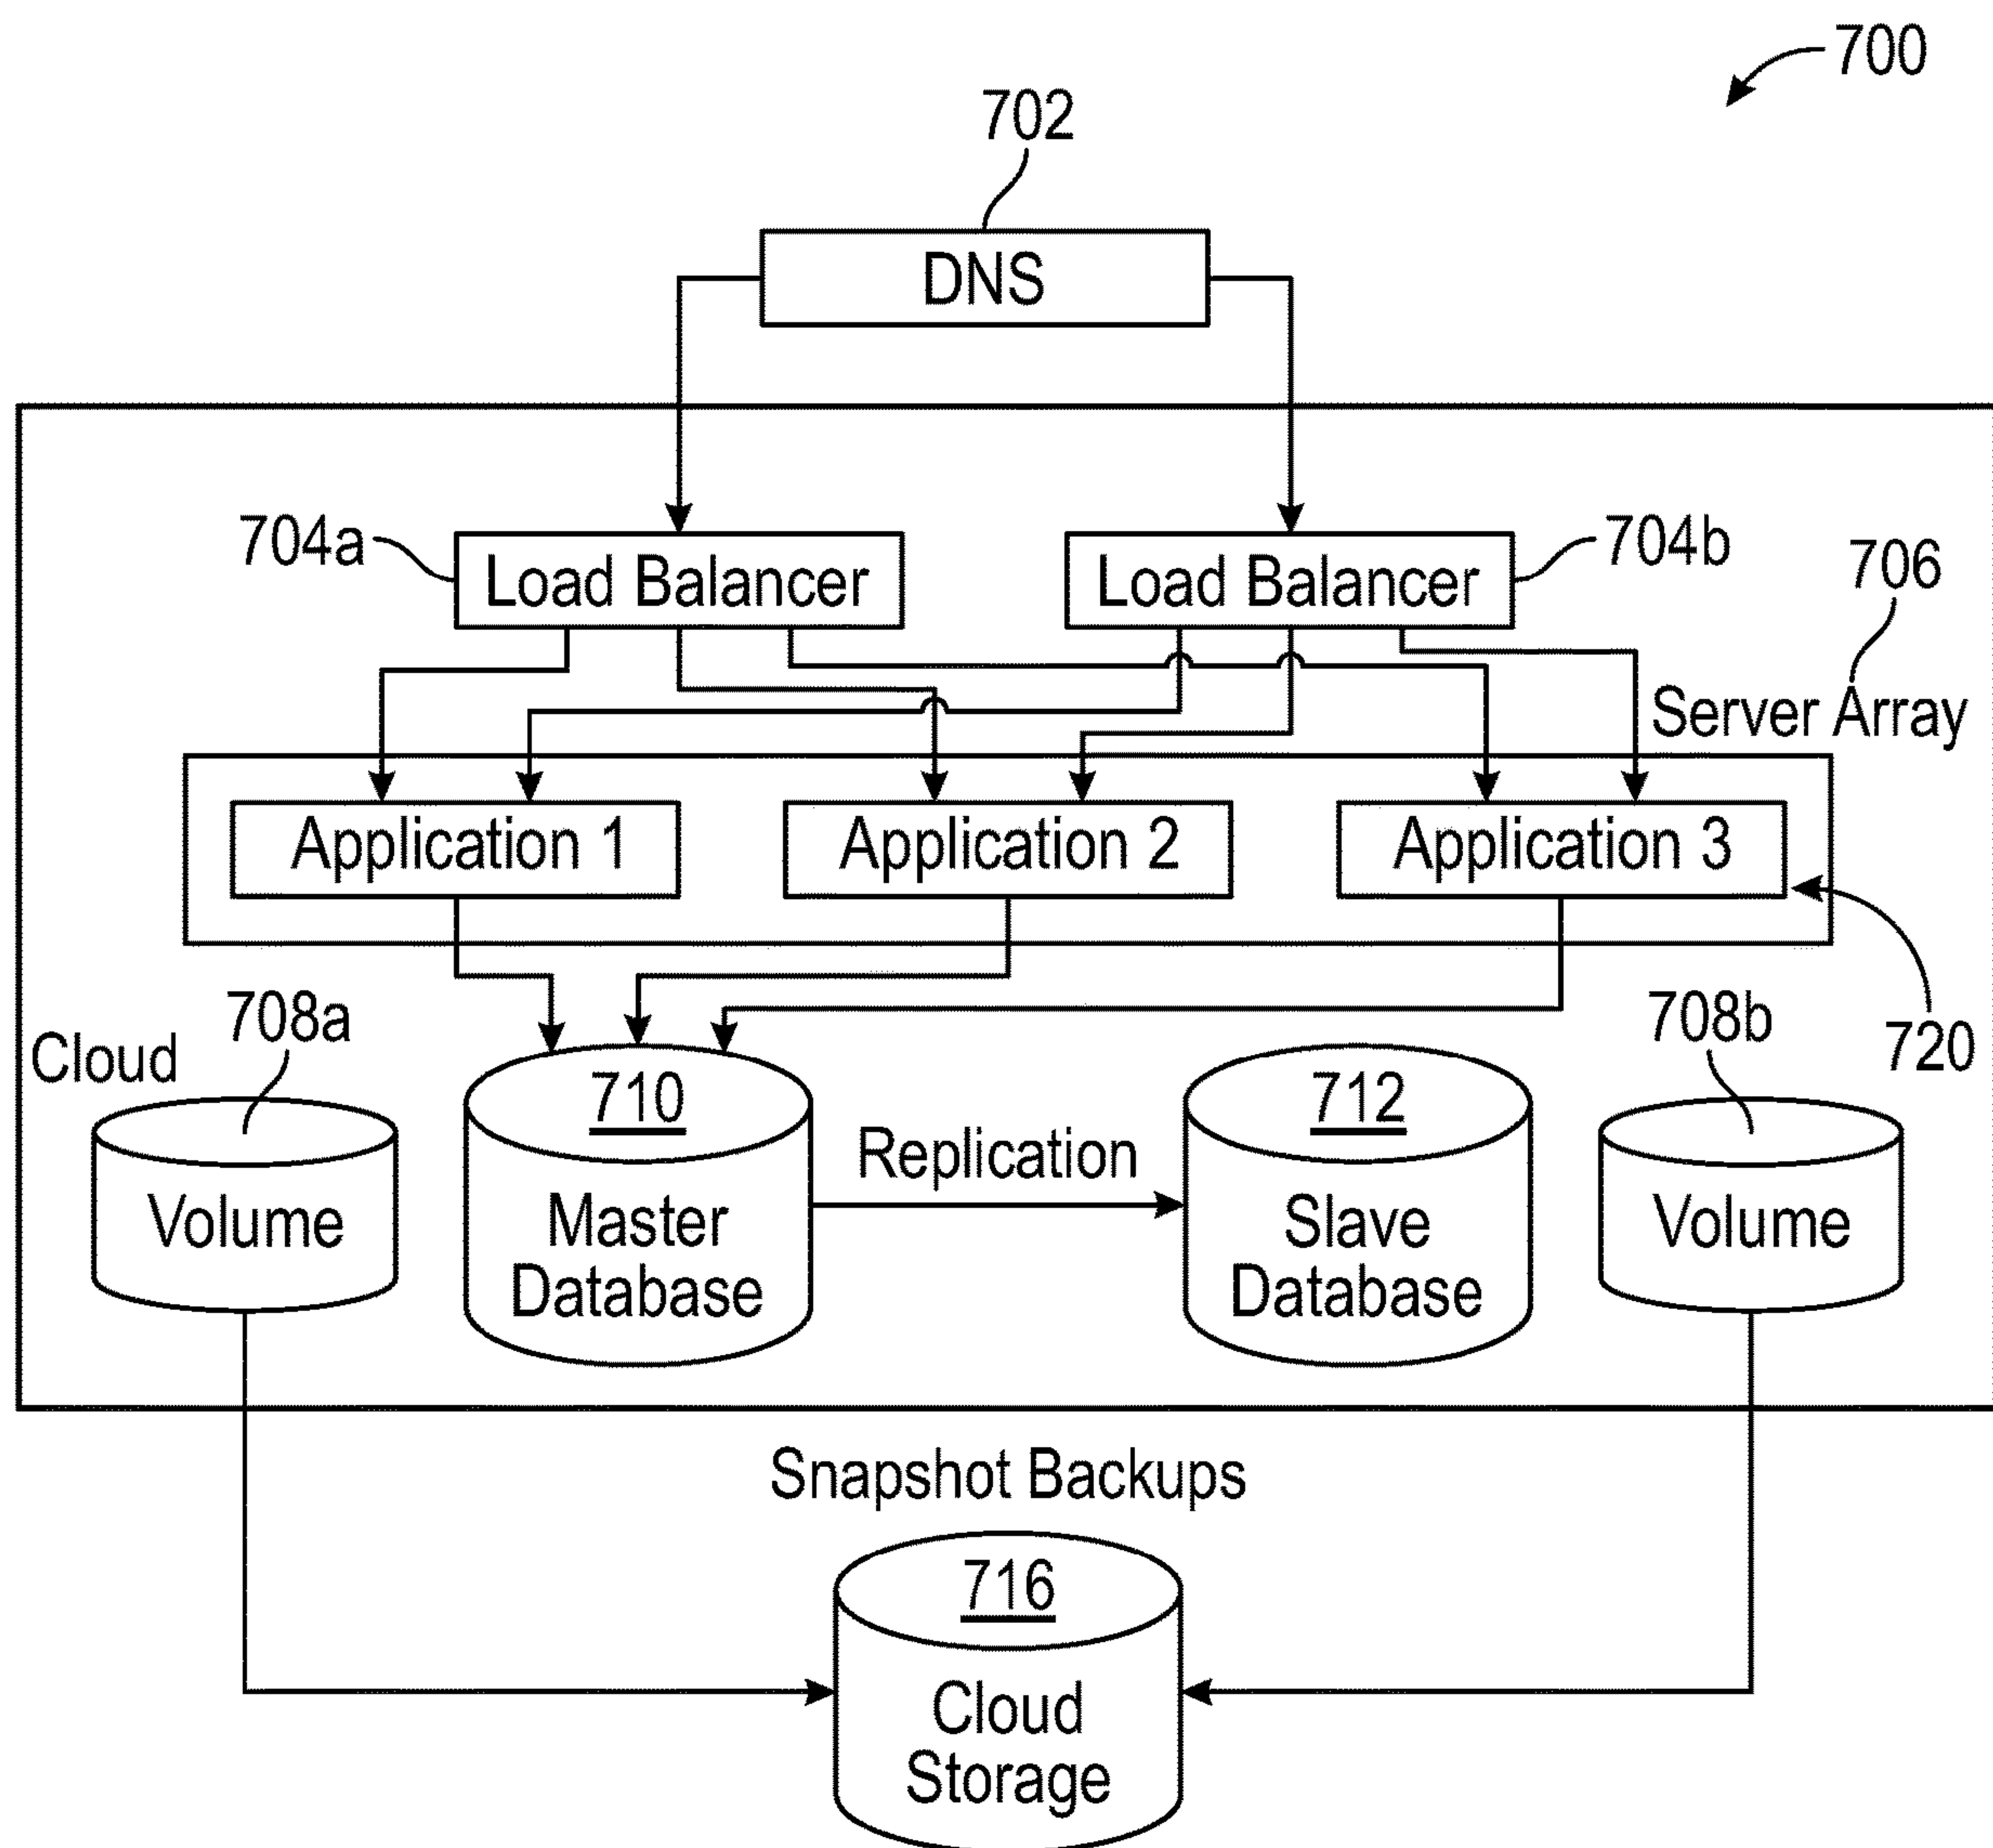 700
702
DNS
704a
Load Balancer
Load Balancer
704b
706
Server Array
Application 1
Application 2
Application 3
720
Cloud
708a
708b
710
Master
Database
Replication
712
Slave
Database
Volume
Volume
Snapshot Backups
716
Cloud
Storage